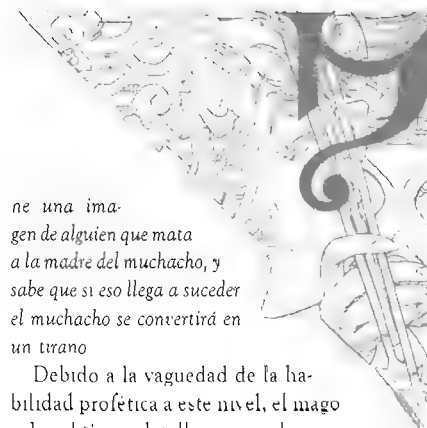 ne una ima-
gen de alguien que mata
a la madre del muchacho, y
sabe que si eso llega a suceder
el muchacho se convertirá en
un tirano
Debido a la vaguedad de la ha-
bilidad profética a este nivel, el mago